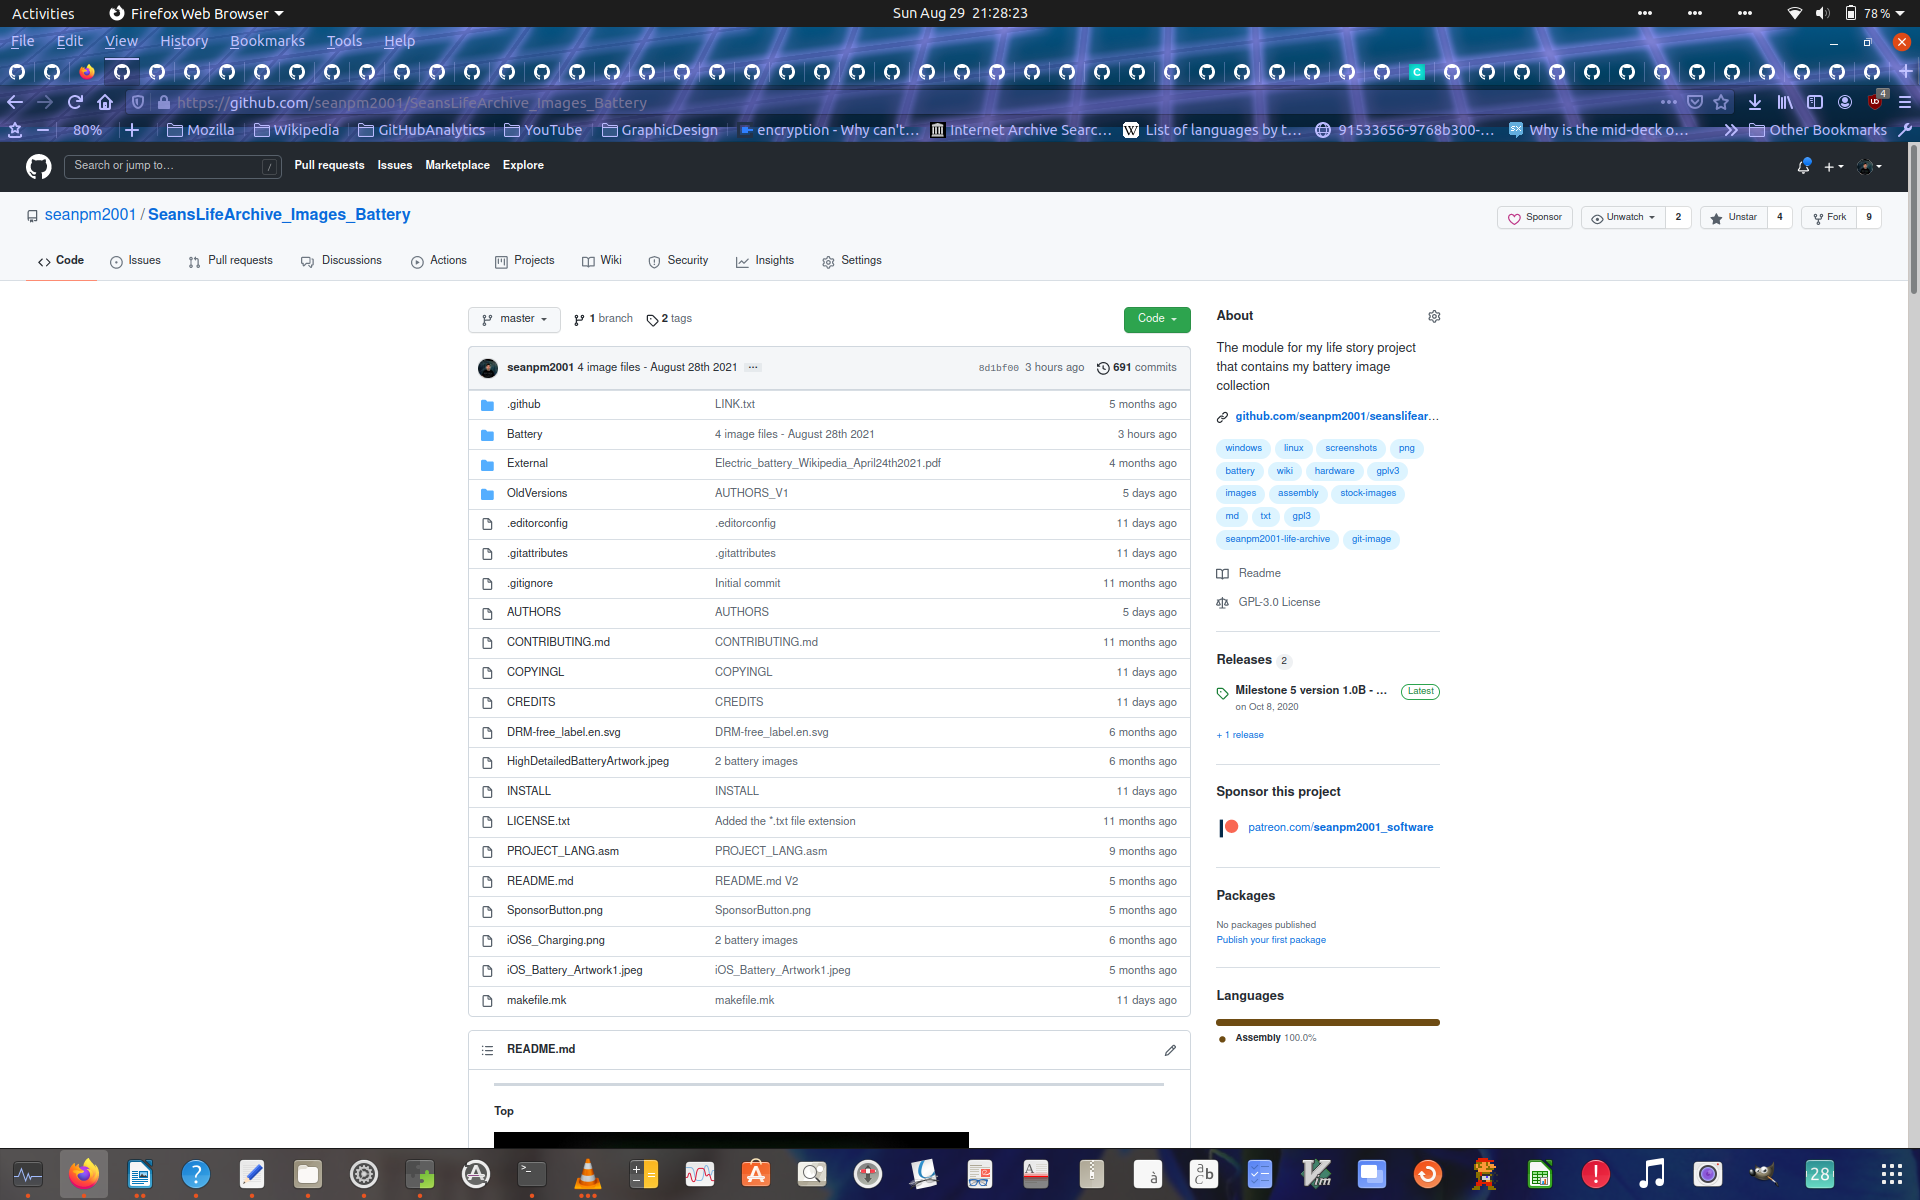 Activities Firefox Web Browser Sun Aug 29 21:28:23 78 %
File Edit View History Bookmarks Tools Help
https://github.com/seanpm2001/SeansLifeArchive_Images_Battery
80% Mozilla Wikipedia GitHubAnalytics YouTube GraphicDesign encryption - Why can't… Internet Archive Searc… List of languages by t… 91533656-9768b300-… Why is the mid-deck o… Other Bookmarks
Search or jump to… / Pull requests Issues Marketplace Explore
seanpm2001 / SeansLifeArchive_Images_Battery Sponsor Unwatch 2 Unstar 4 Fork 9
Code Issues Pull requests Discussions Actions Projects Wiki Security Insights Settings
master 1 branch 2 tags Code
seanpm2001 4 image files - August 28th 2021 … 8d1bf00 3 hours ago 691 commits
.github LINK.txt 5 months ago
Battery 4 image files - August 28th 2021 3 hours ago
External Electric_battery_Wikipedia_April24th2021.pdf 4 months ago
OldVersions AUTHORS_V1 5 days ago
.editorconfig .editorconfig 11 days ago
.gitattributes .gitattributes 11 days ago
.gitignore Initial commit 11 months ago
AUTHORS AUTHORS 5 days ago
CONTRIBUTING.md CONTRIBUTING.md 11 months ago
COPYINGL COPYINGL 11 days ago
CREDITS CREDITS 11 days ago
DRM-free_label.en.svg DRM-free_label.en.svg 6 months ago
HighDetailedBatteryArtwork.jpeg 2 battery images 6 months ago
INSTALL INSTALL 11 days ago
LICENSE.txt Added the *.txt file extension 11 months ago
PROJECT_LANG.asm PROJECT_LANG.asm 9 months ago
README.md README.md V2 5 months ago
SponsorButton.png SponsorButton.png 5 months ago
iOS6_Charging.png 2 battery images 6 months ago
iOS_Battery_Artwork1.jpeg iOS_Battery_Artwork1.jpeg 5 months ago
makefile.mk makefile.mk 11 days ago
README.md
Top
About
The module for my life story project
that contains my battery image
collection
github.com/seanpm2001/seanslifear…
windows linux screenshots png
battery wiki hardware gplv3
images assembly stock-images
md txt gpl3
seanpm2001-life-archive git-image
Readme
GPL-3.0 License
Releases 2
Milestone 5 version 1.0B - … Latest
on Oct 8, 2020
+ 1 release
Sponsor this project
patreon.com/seanpm2001_software
Packages
No packages published
Publish your first package
Languages
Assembly 100.0%
28